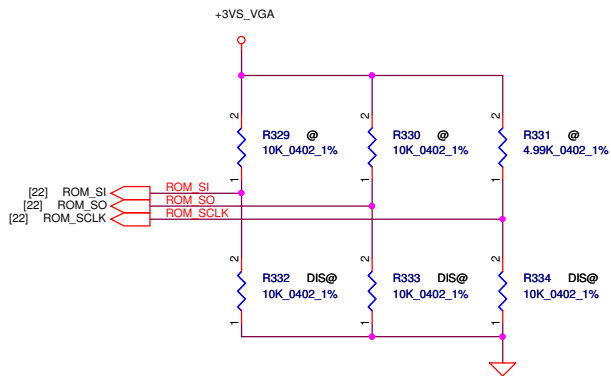 +3VS_VGA
2 2 2
R329 @ R330 @ R331 @
10K_0402_1% 10K_0402_1% 4.99K_0402_1%
1 1 1
[22] ROM_SI ROM_SI
[22] ROM_SO ROM_SO
[22] ROM_SCLK ROM_SCLK
2 2 2
R332 DIS@ R333 DIS@ R334 DIS@
10K_0402_1% 10K_0402_1% 10K_0402_1%
1 1 1